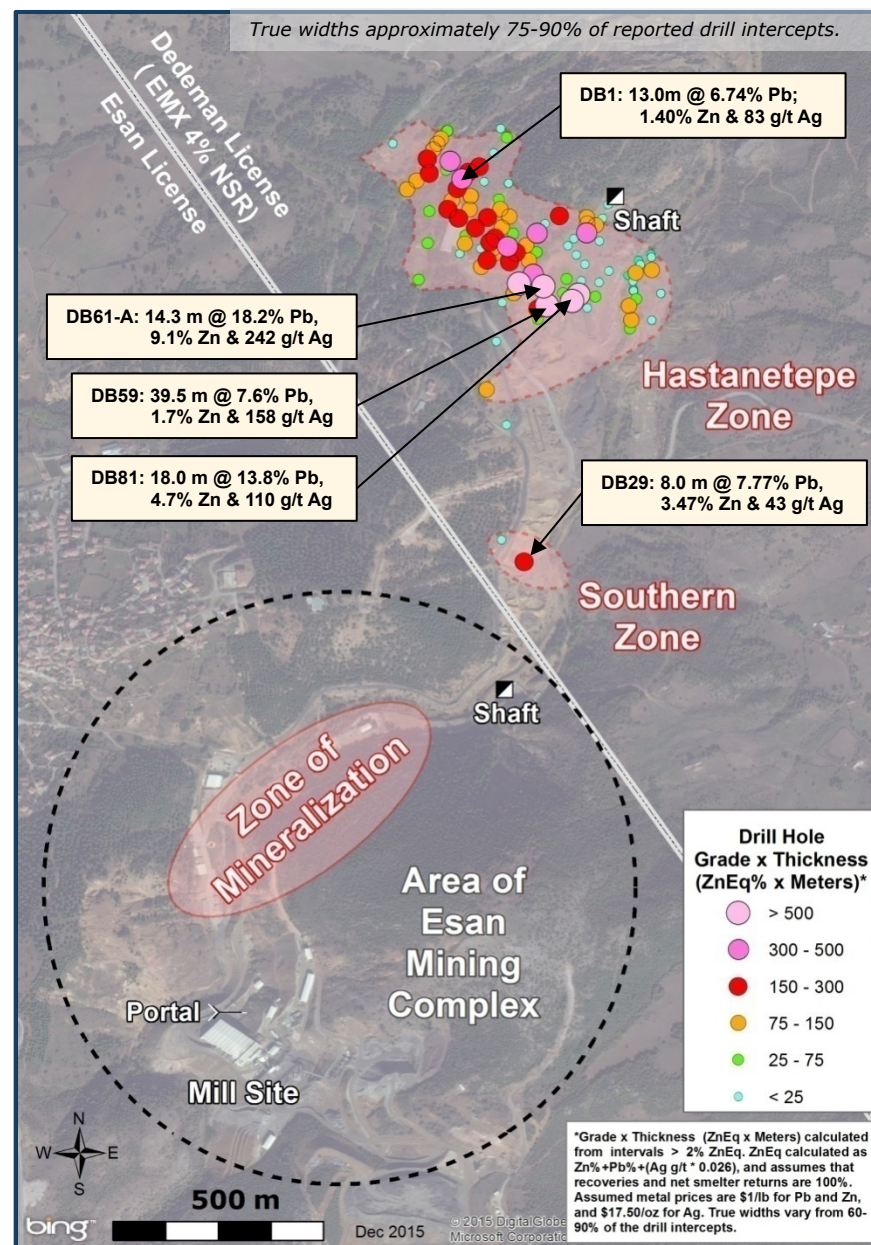 True widths approximately 75-90% of reported drill intercepts.
Dedeman License
( EMX 4% NSR)
Esan License
DB1: 13.0m @ 6.74% Pb;
1.40% Zn & 83 g/t Ag
Shaft
DB61-A: 14.3 m @ 18.2% Pb,
9.1% Zn & 242 g/t Ag
Hastanetepe
Zone
DB59: 39.5 m @ 7.6% Pb,
1.7% Zn & 158 g/t Ag
DB81: 18.0 m @ 13.8% Pb,
4.7% Zn & 110 g/t Ag
DB29: 8.0 m @ 7.77% Pb,
3.47% Zn & 43 g/t Ag
Southern
Zone
Shaft
Zone of
Mineralization
Area of
Esan
Mining
Complex
Portal
Mill Site
Drill Hole
Grade x Thickness
(ZnEq% x Meters)*
> 500
300 - 500
150 - 300
75 - 150
25 - 75
< 25
*Grade x Thickness (ZnEq x Meters) calculated
from intervals > 2% ZnEq. ZnEq calculated as
Zn%+Pb%+(Ag g/t * 0.026), and assumes that
recoveries and net smelter returns are 100%.
Assumed metal prices are $1/lb for Pb and Zn,
and $17.50/oz for Ag. True widths vary from 60-
90% of the drill intercepts.
N
W E
S
500 m
bing™
Dec 2015
© 2015 DigitalGlobe
Microsoft Corporatio